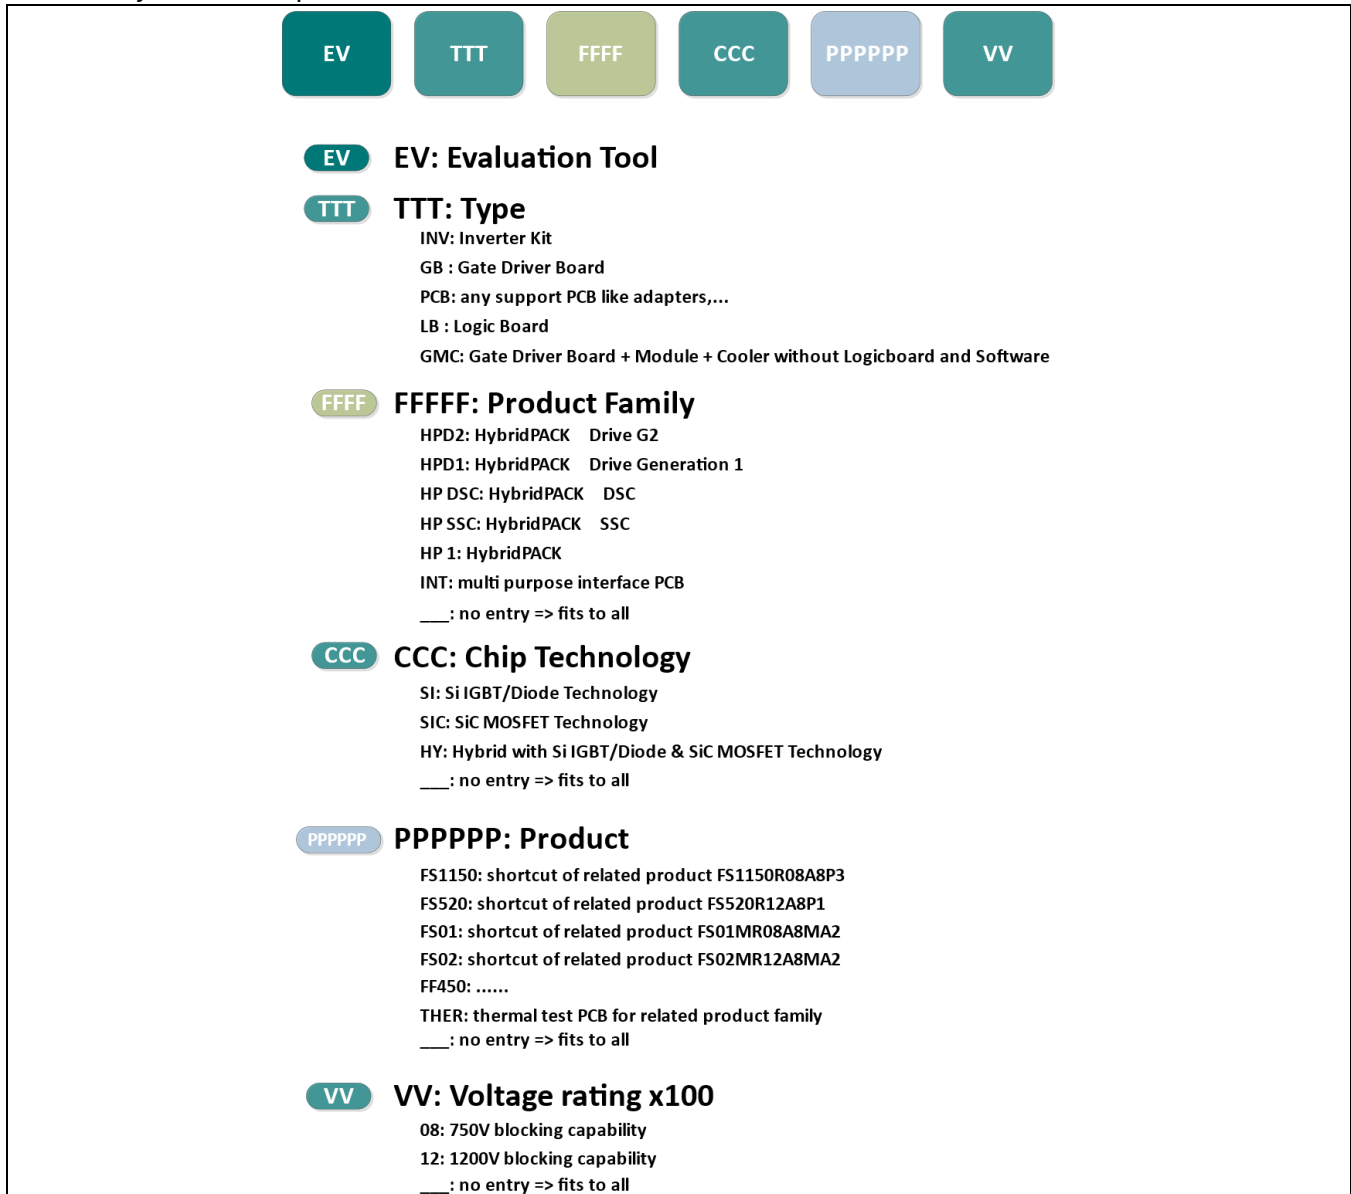 EV TTT FFFF CCC PPPPPP VV
EV EV: Evaluation Tool
TTT TTT: Type
INV: Inverter Kit
GB : Gate Driver Board
PCB: any support PCB like adapters,...
LB : Logic Board
GMC: Gate Driver Board + Module + Cooler without Logicboard and Software
FFFF FFFFF: Product Family
HPD2: HybridPACK Drive G2
HPD1: HybridPACK Drive Generation 1
HP DSC: HybridPACK DSC
HP SSC: HybridPACK SSC
HP 1: HybridPACK
INT: multi purpose interface PCB
___: no entry => fits to all
CCC CCC: Chip Technology
SI: Si IGBT/Diode Technology
SIC: SiC MOSFET Technology
HY: Hybrid with Si IGBT/Diode & SiC MOSFET Technology
___: no entry => fits to all
PPPPPP PPPPPP: Product
FS1150: shortcut of related product FS1150R08A8P3
FS520: shortcut of related product FS520R12A8P1
FS01: shortcut of related product FS01MR08A8MA2
FS02: shortcut of related product FS02MR12A8MA2
FF450: ......
THER: thermal test PCB for related product family
___: no entry => fits to all
VV VV: Voltage rating x100
08: 750V blocking capability
12: 1200V blocking capability
___: no entry => fits to all